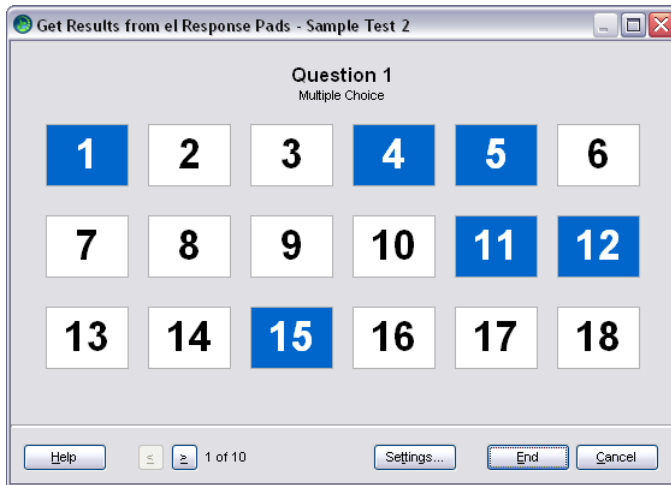 Get Results from el Response Pads - Sample Test 2
Question 1
Multiple Choice
1 2 3 4 5 6
7 8 9 10 11 12
13 14 15 16 17 18
Help ≤ ≥ 1 of 10 Settings... End Cancel